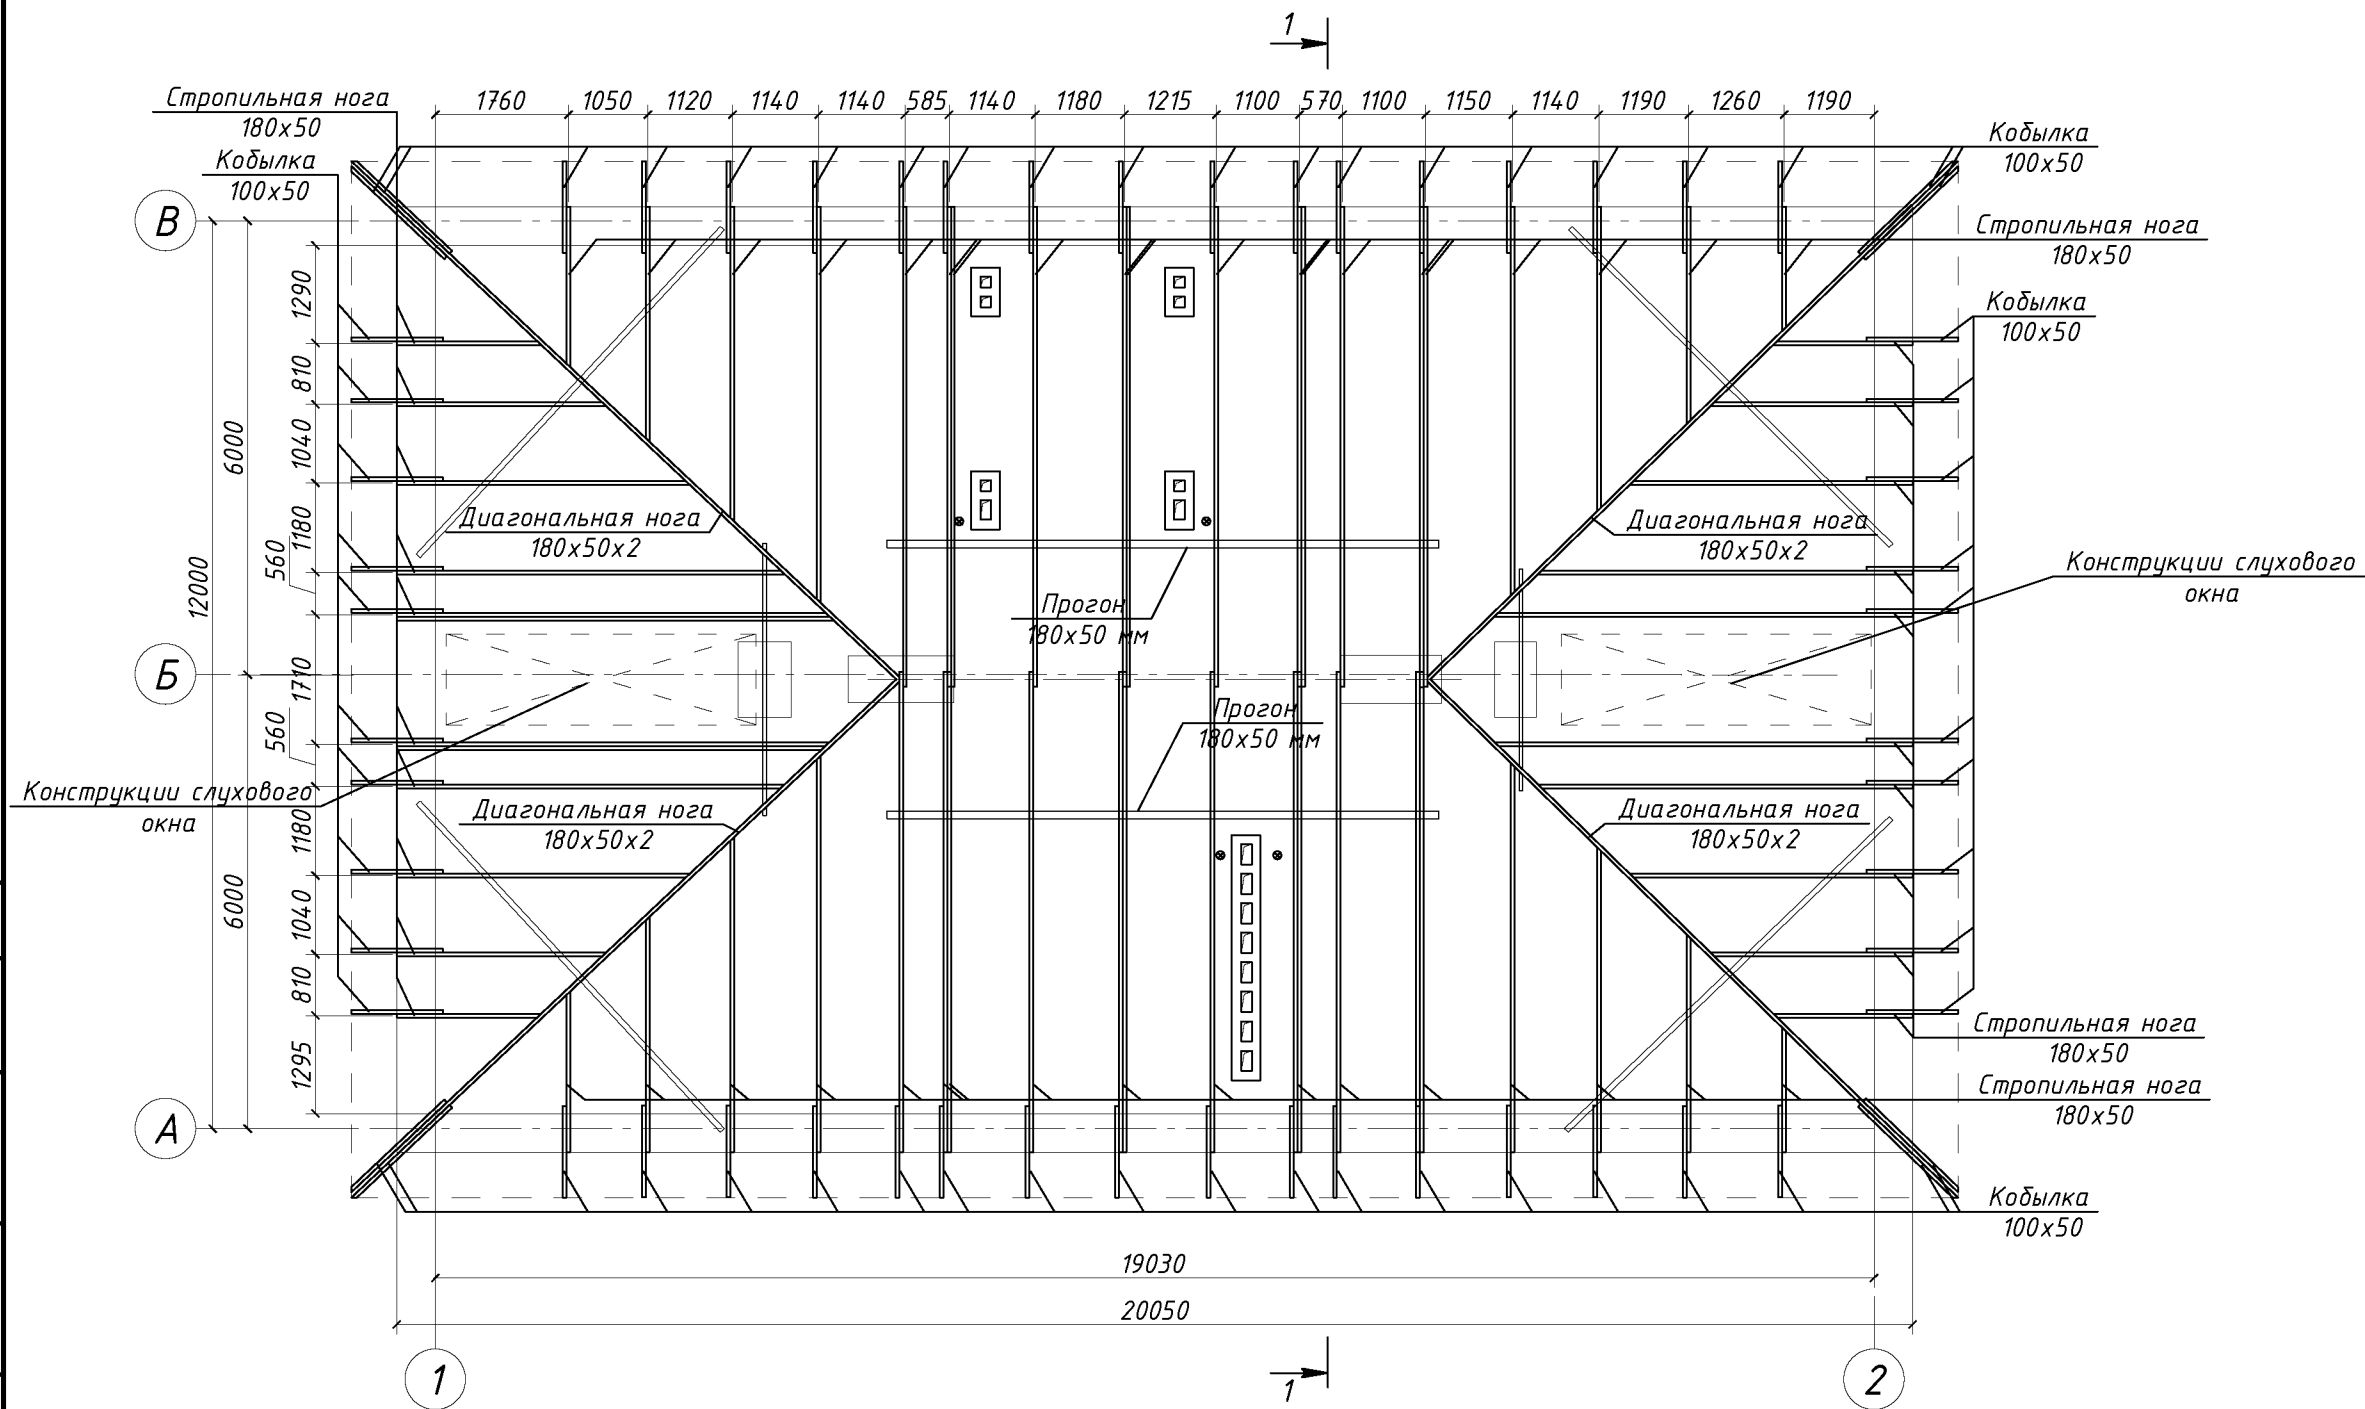 1
Стропильная нога
180х50
1760 1050 1120 1140 1140 585 1140 1180 1215 1100 570 1100 1150 1140 1190 1260 1190
Кобылка
100х50
Кобылка
100х50
В
Стропильная нога
180х50
1290
Кобылка
100х50
810
1040
6000
Диагональная нога
180х50х2
Диагональная нога
180х50х2
1180
560
12000
Конструкции слухового
окна
Прогон
180х50 мм
Б
1710
Прогон
180х50 мм
560
Конструкции слухового
окна
Диагональная нога
180х50х2
Диагональная нога
180х50х2
1180
6000
1040
810
Стропильная нога
180х50
1295
Стропильная нога
180х50
А
Кобылка
100х50
19030
20050
1
2
1